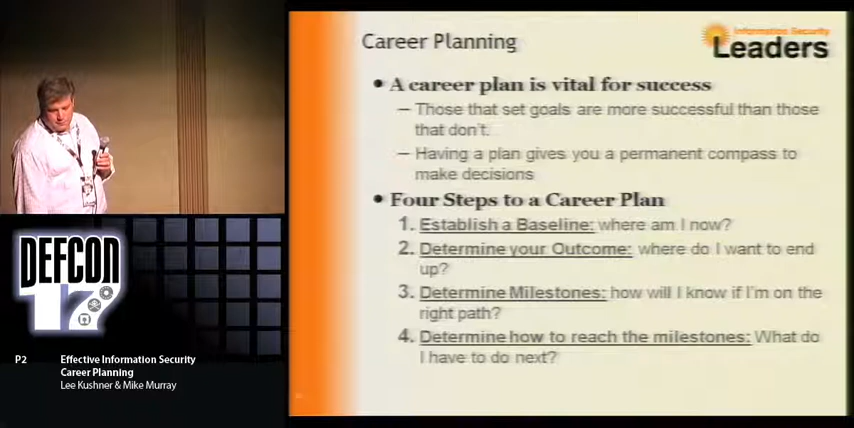 Career Planning
Information Security
Leaders
• A career plan is vital for success
– Those that set goals are more successful than those
that don't.
– Having a plan gives you a permanent compass to
make decisions
• Four Steps to a Career Plan
1. Establish a Baseline: where am I now?
2. Determine your Outcome: where do I want to end
up?
3. Determine Milestones: how will I know if I'm on the
right path?
4. Determine how to reach the milestones: What do
I have to do next?
DEFCON
17
P2 Effective Information Security
Career Planning
Lee Kushner & Mike Murray